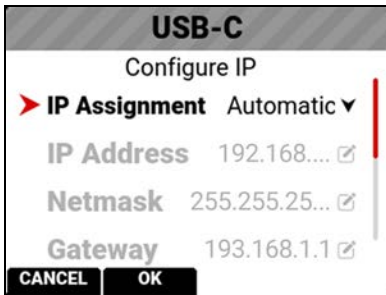 USB-C
Configure IP
IP Assignment Automatic
IP Address 192.168....
Netmask 255.255.25...
Gateway 193.168.1.1
CANCEL OK